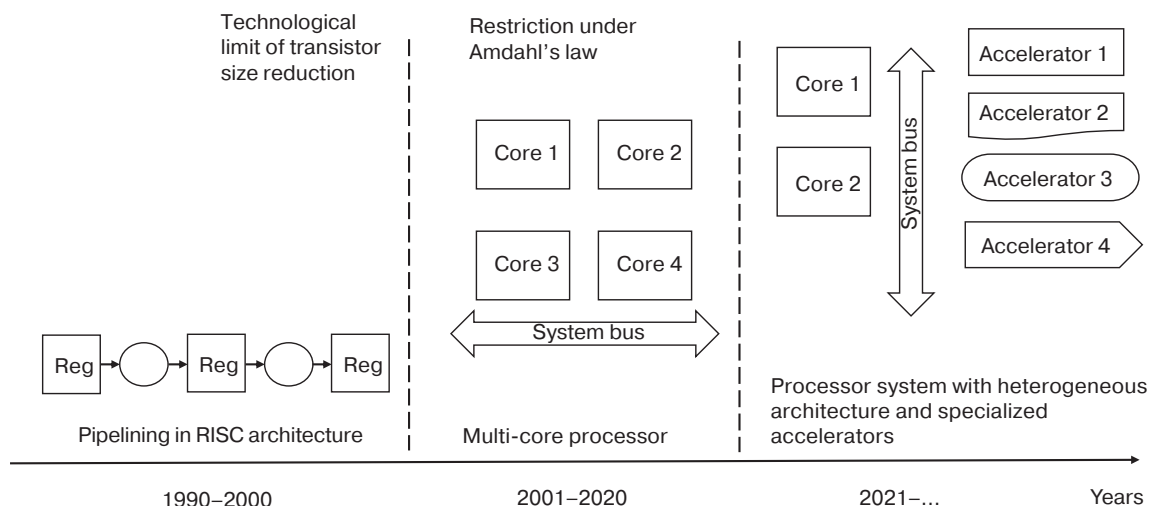 Technological
limit of transistor
size reduction
Reg
Reg
Reg
Pipelining in RISC architecture
1990–2000
Restriction under
Amdahl’s law
Core 1
Core 2
Core 3
Core 4
System bus
Multi-core processor
2001–2020
Core 1
Core 2
System bus
Accelerator 1
Accelerator 2
Accelerator 3
Accelerator 4
Processor system with heterogeneous
architecture and specialized
accelerators
2021–...
Years